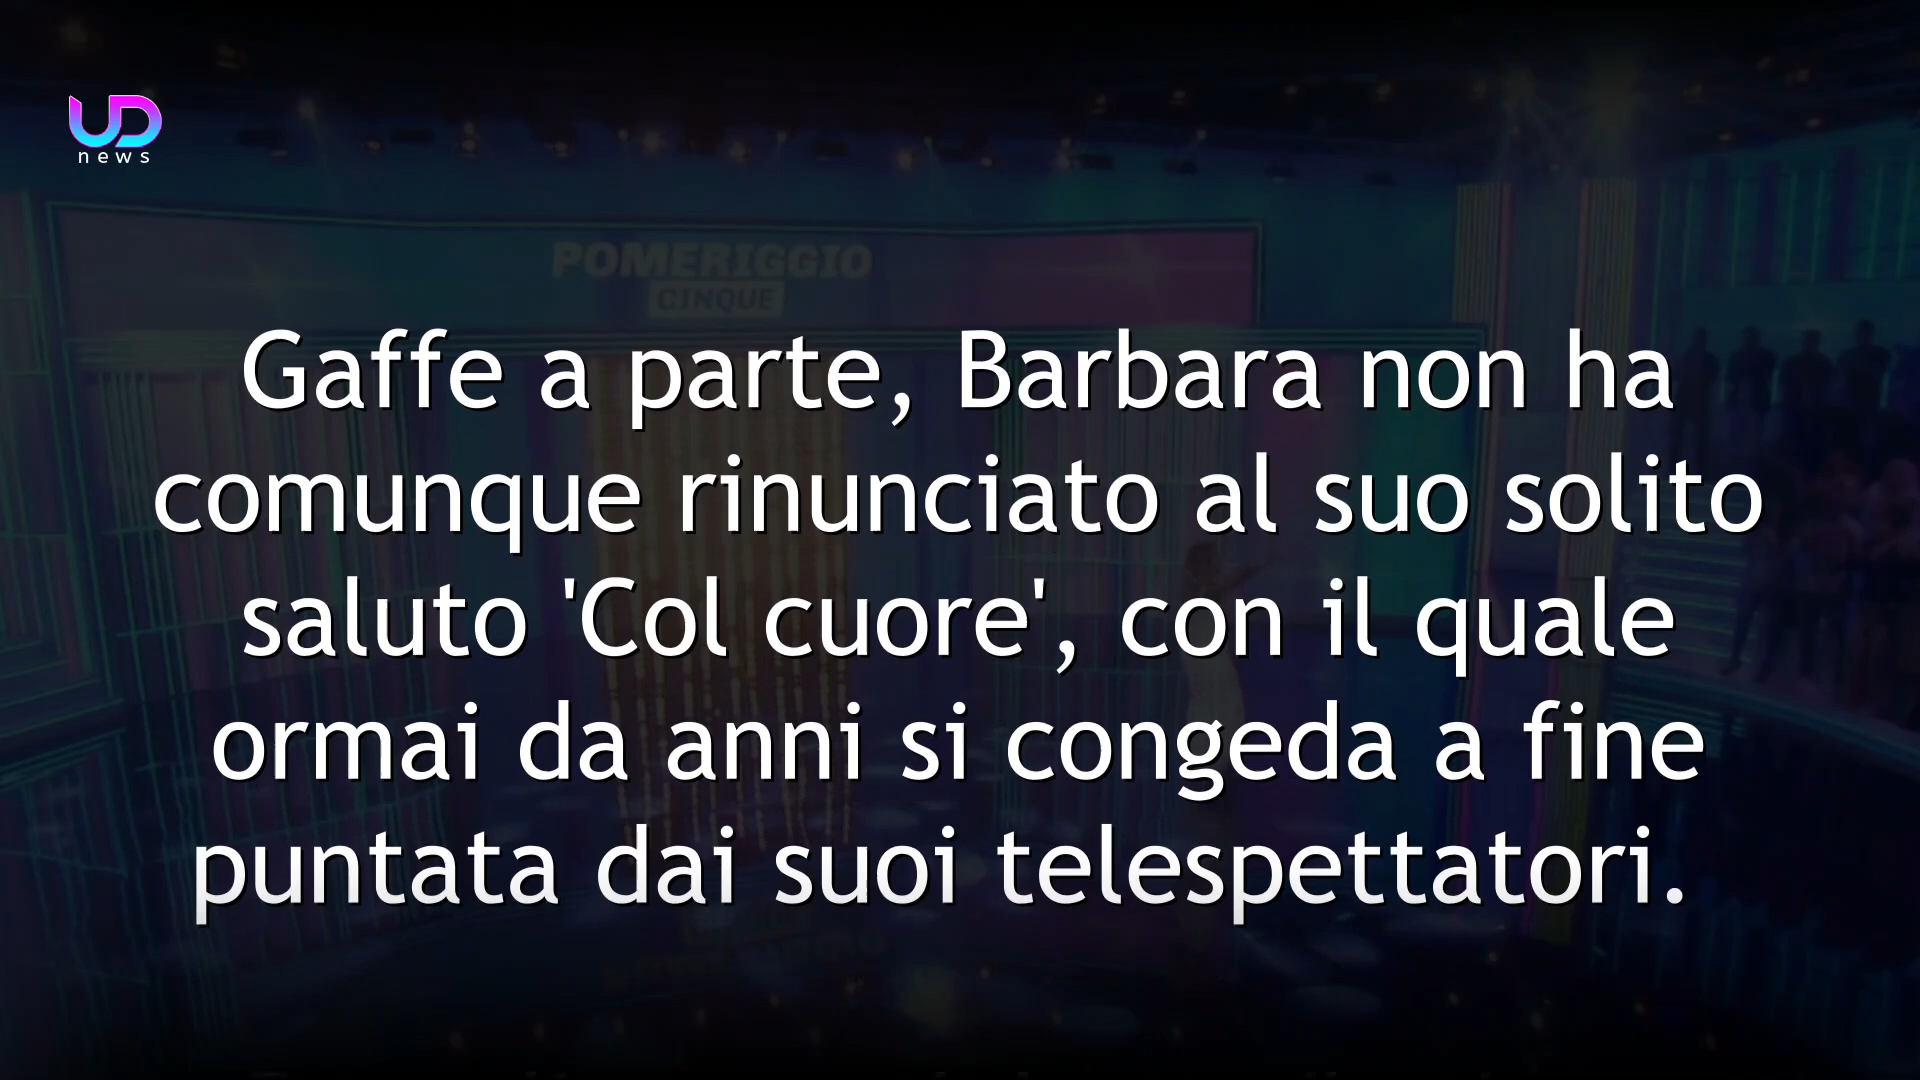 UD
news
POMERIGGIO
CINQUE
Gaffe a parte, Barbara non ha
comunque rinunciato al suo solito
saluto 'Col cuore', con il quale
ormai da anni si congeda a fine
puntata dai suoi telespettatori.